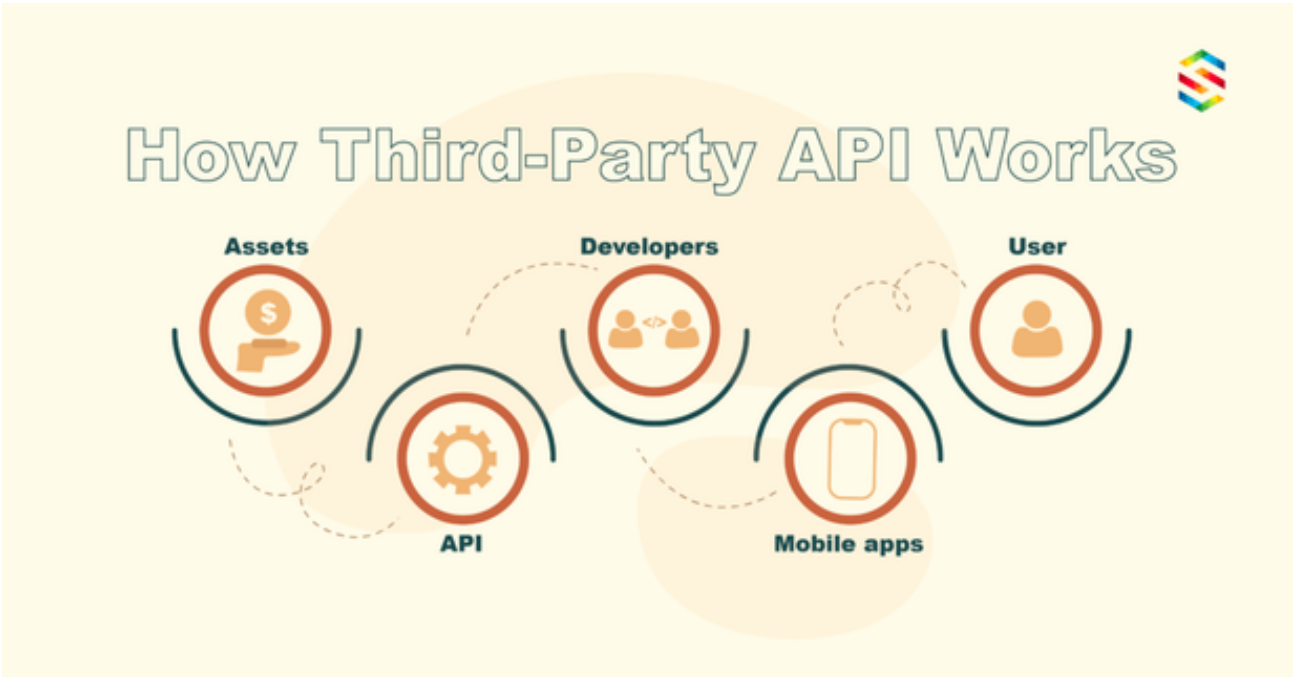 How Third-Party API Works
Assets
Developers
User
$
</>
API
Mobile apps